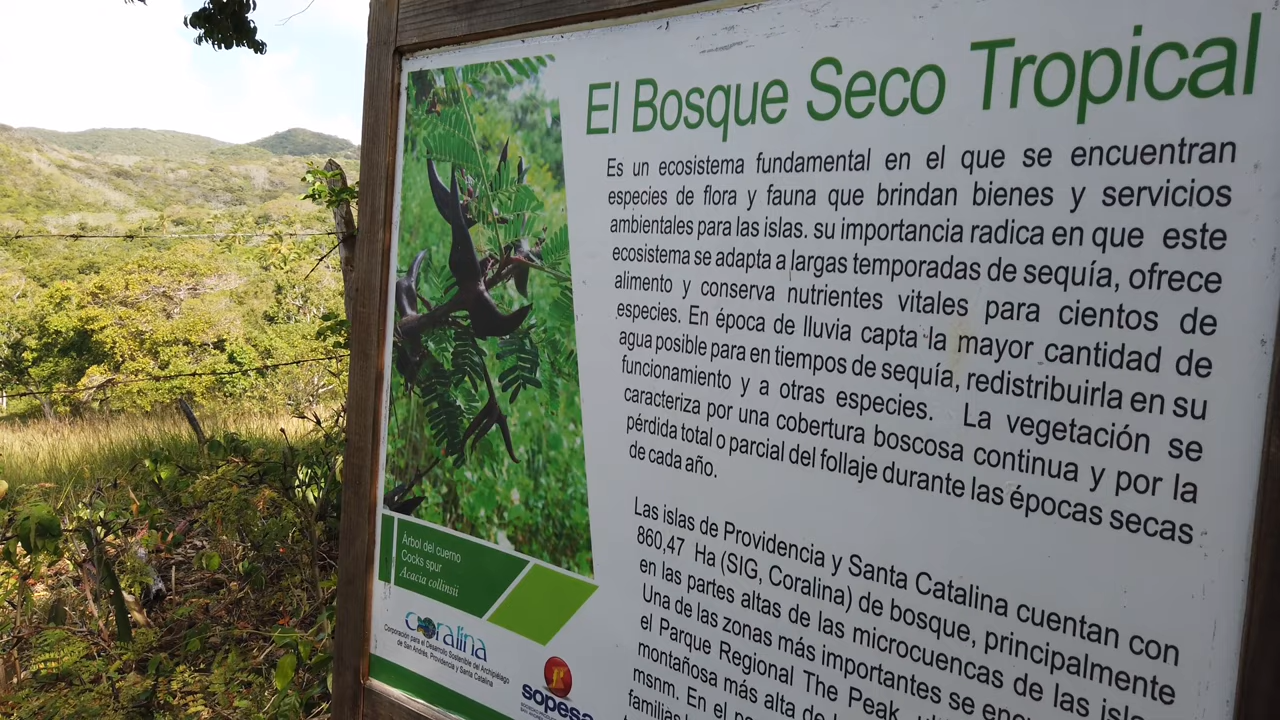 El Bosque Seco Tropical
Es un ecosistema fundamental en el que se encuentran
especies de flora y fauna que brindan bienes y servicios
ambientales para las islas. su importancia radica en que este
ecosistema se adapta a largas temporadas de sequía, ofrece
alimento y conserva nutrientes vitales para cientos de
especies. En época de lluvia capta la mayor cantidad de
agua posible para en tiempos de sequía, redistribuirla en su
funcionamiento y a otras especies. La vegetación se
caracteriza por una cobertura boscosa continua y por la
pérdida total o parcial del follaje durante las épocas secas
de cada año.
Las islas de Providencia y Santa Catalina cuentan con
860,47 Ha (SIG, Coralina) de bosque, principalmente
en las partes altas de las microcuencas de las
Una de las zonas más importantes se
el Parque Regional The Peak,
montañosa más alta de
msnm. En el
familias
Árbol del cuerno
Cocks spur
Acacia collinsii
coralina
Corporación para el Desarrollo Sostenible del Archipiélago
de San Andrés, Providencia y Santa Catalina
sopesa